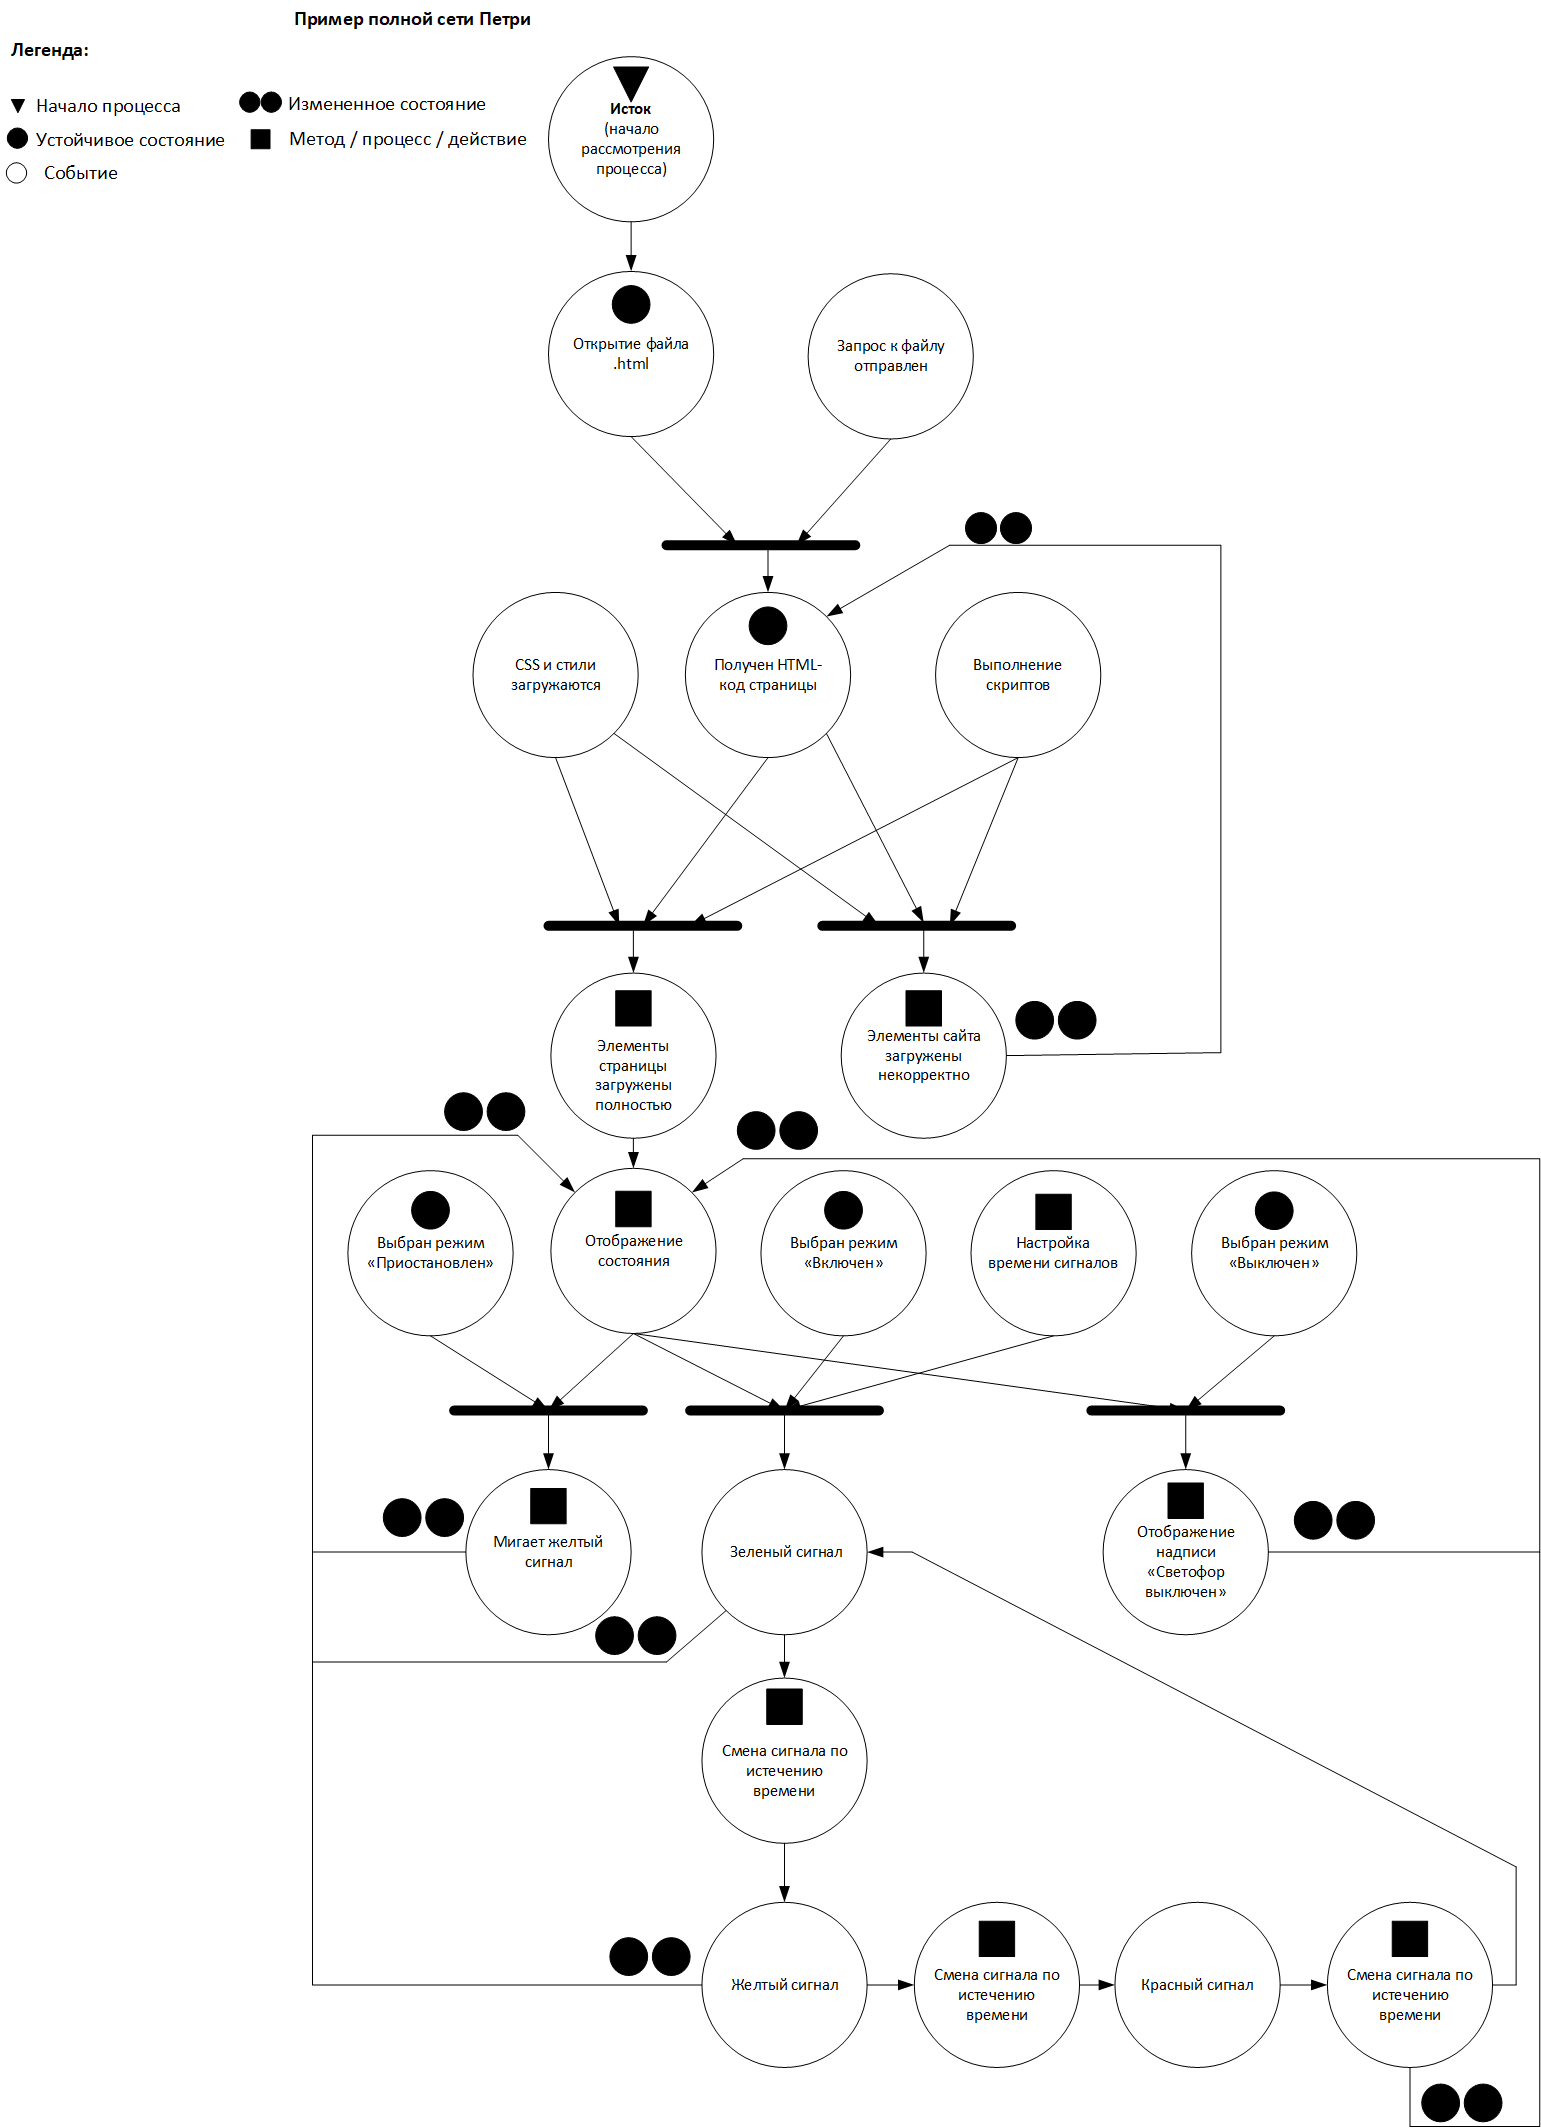 Пример полной сети Петри
Легенда:
Начало процесса
Измененное состояние
Устойчивое состояние
Метод / процесс / действие
Событие
Исток
(начало
рассмотрения
процесса)
Открытие файла
.html
Запрос к файлу
отправлен
CSS и стили
загружаются
Получен HTML-
код страницы
Выполнение
скриптов
Элементы
страницы
загружены
полностью
Элементы сайта
загружены
некорректно
Выбран режим
«Приостановлен»
Отображение
состояния
Выбран режим
«Включен»
Настройка
времени сигналов
Выбран режим
«Выключен»
Мигает желтый
сигнал
Зеленый сигнал
Отображение
надписи
«Светофор
выключен»
Смена сигнала по
истечению
времени
Желтый сигнал
Смена сигнала по
истечению
времени
Красный сигнал
Смена сигнала по
истечению
времени